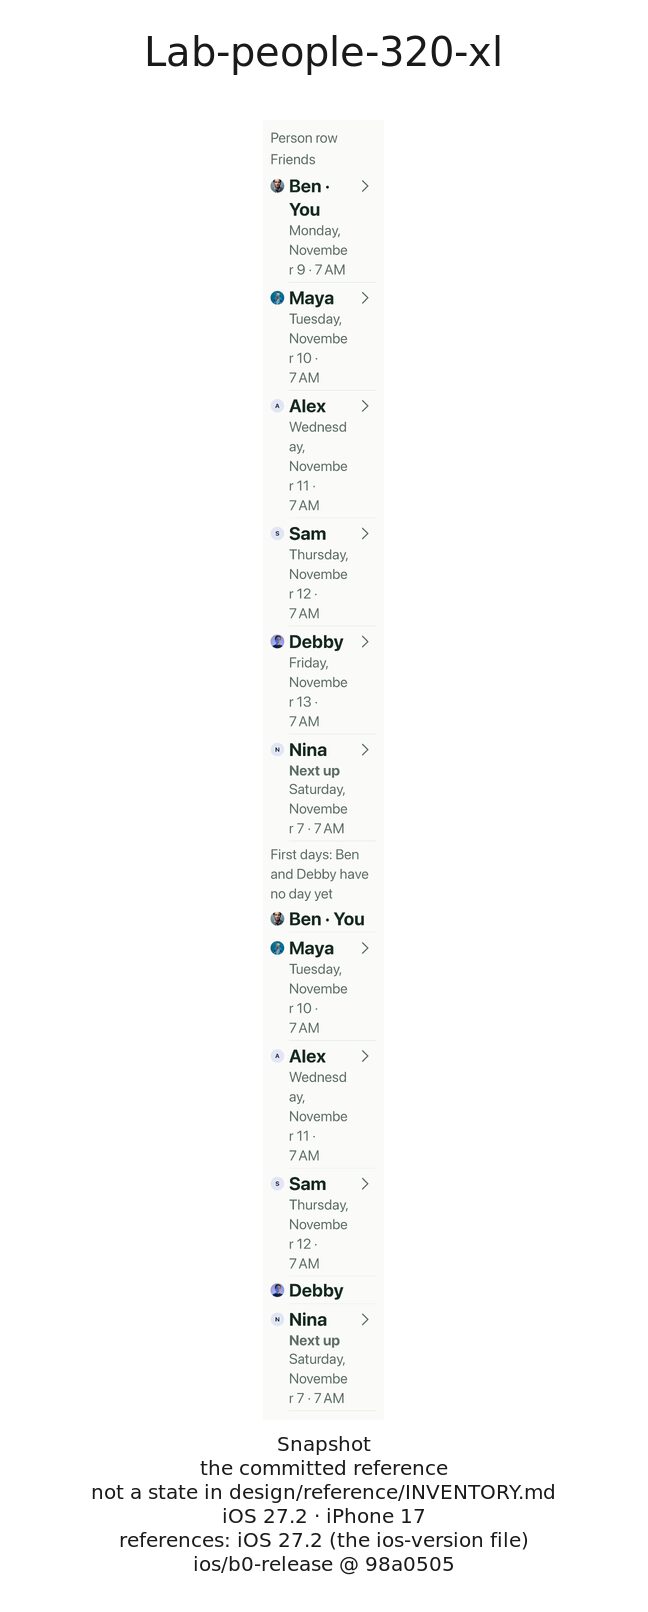 Lab-people-320-xl
Person row
Friends
Ben ·
You
Monday,
Novembe
r 9 · 7 AM
Maya
Tuesday,
Novembe
r 10 ·
7 AM
A
Alex
Wednesd
ay,
Novembe
r 11 ·
7 AM
S
Sam
Thursday,
Novembe
r 12 ·
7 AM
Debby
Friday,
Novembe
r 13 ·
7 AM
N
Nina
Next up
Saturday,
Novembe
r 7 · 7 AM
First days: Ben
and Debby have
no day yet
Ben · You
Maya
Tuesday,
Novembe
r 10 ·
7 AM
A
Alex
Wednesd
ay,
Novembe
r 11 ·
7 AM
S
Sam
Thursday,
Novembe
r 12 ·
7 AM
Debby
N
Nina
Next up
Saturday,
Novembe
r 7 · 7 AM
Snapshot
the committed reference
not a state in design/reference/INVENTORY.md
iOS 27.2 · iPhone 17
references: iOS 27.2 (the ios-version file)
ios/b0-release @ 98a0505